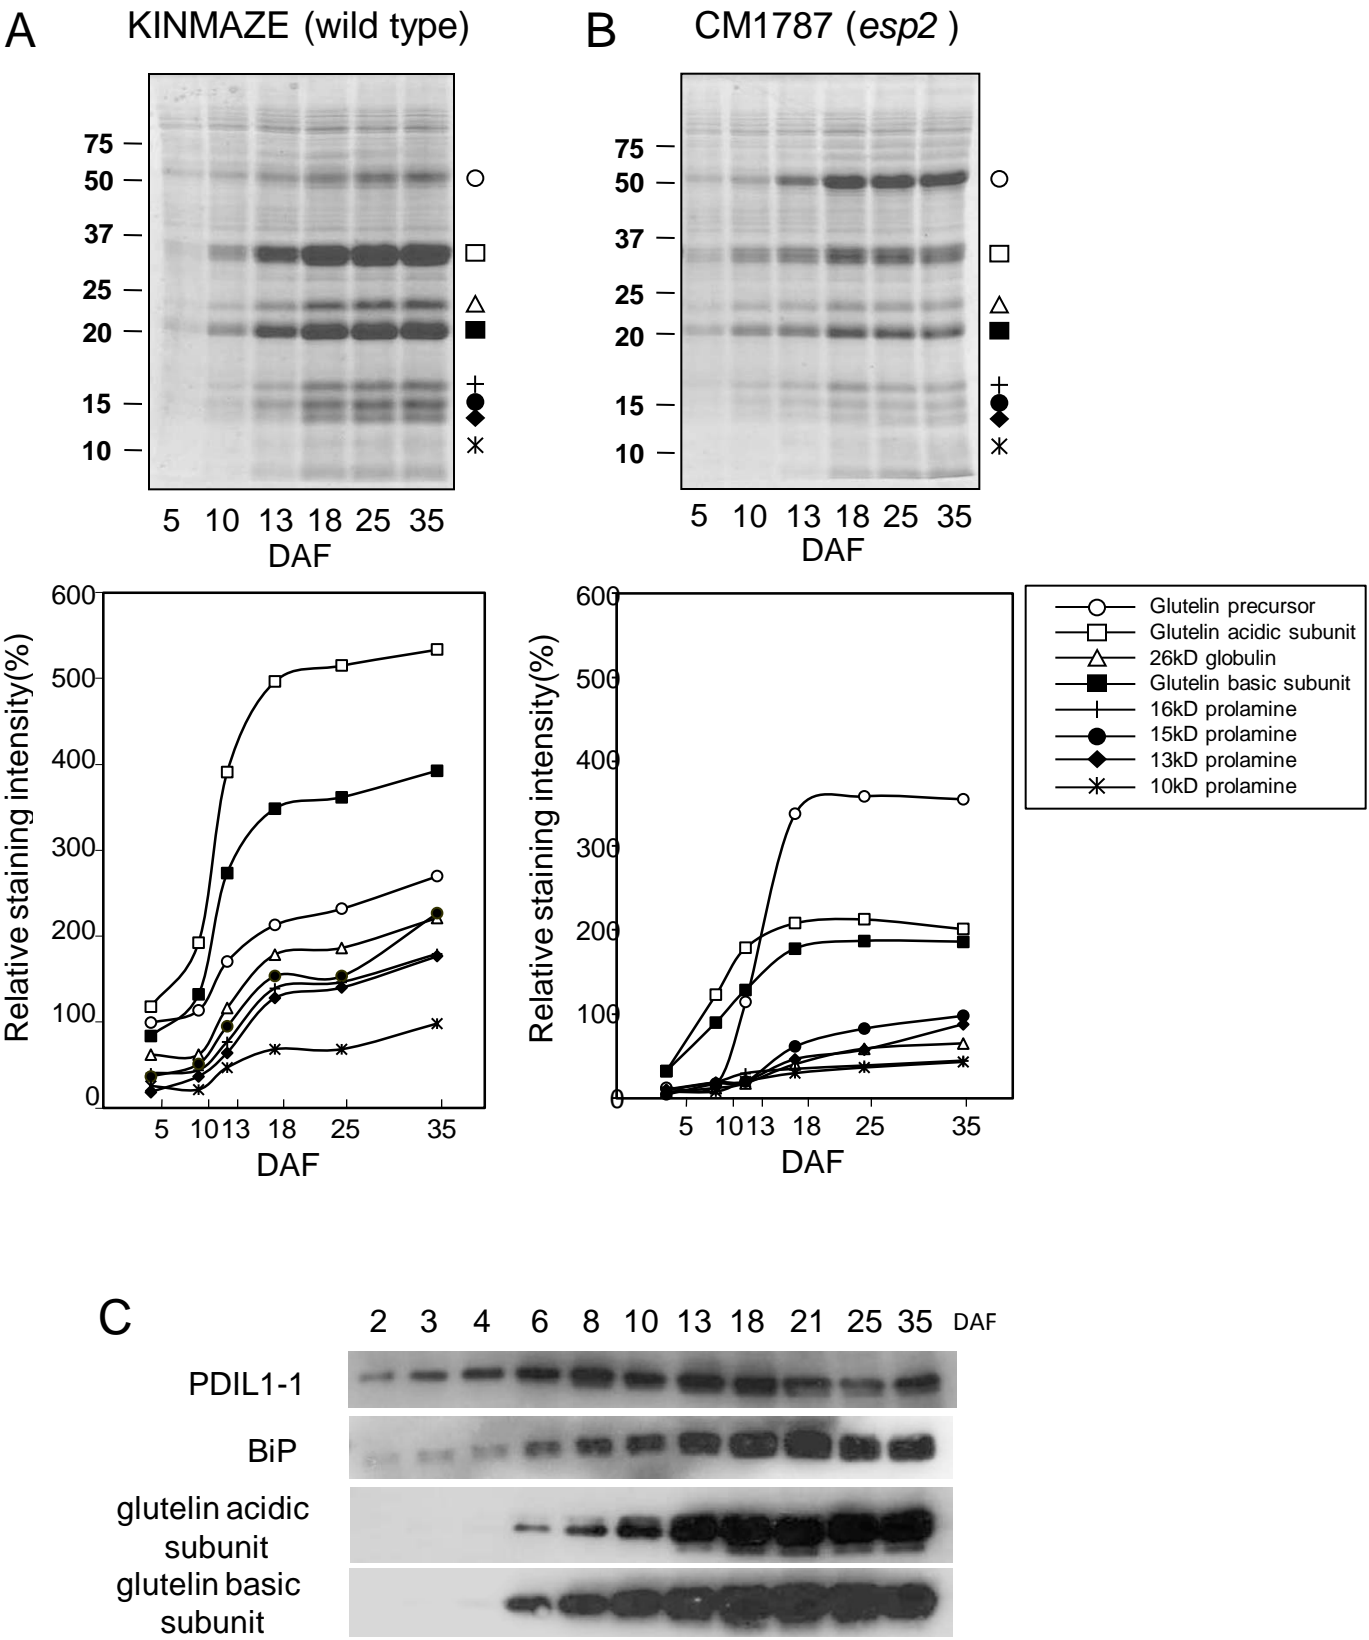 A
KINMAZE (wild type)
75
50
37
25
20
15
10
5 10 13 18 25 35
DAF
B
CM1787 (esp2 )
75
50
37
25
20
15
10
5 10 13 18 25 35
DAF
Relative staining intensity(%)
600
500
400
300
200
100
0
5 10 13 18 25 35
DAF
Relative staining intensity(%)
600
500
400
300
200
100
0
5 10 13 18 25 35
DAF
Glutelin precursor
Glutelin acidic subunit
26kD globulin
Glutelin basic subunit
16kD prolamine
15kD prolamine
13kD prolamine
10kD prolamine
C
2 3 4 6 8 10 13 18 21 25 35 DAF
PDIL1-1
BiP
glutelin acidic
subunit
glutelin basic
subunit